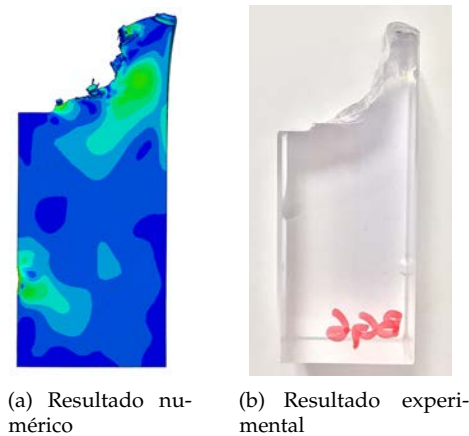 (a) Resultado nu-
mérico
(b) Resultado experi-
mental